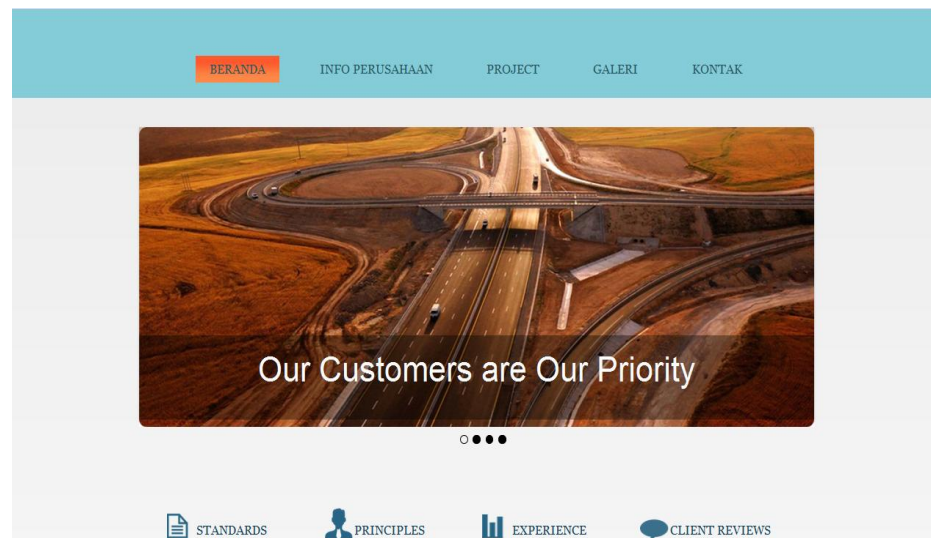 BERANDA INFO PERUSAHAAN PROJECT GALERI KONTAK
Our Customers are Our Priority
STANDARDS PRINCIPLES EXPERIENCE CLIENT REVIEWS